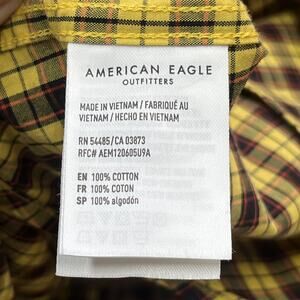 AMERICAN EAGLE
OUTFITTERS
MADE IN VIETNAM / FABRIQUÉ AU
VIETNAM / HECHO EN VIETNAM
RN 54485/CA 03873
RFC# AEM120605U9A
EN 100% COTTON
FR 100% COTON
SP 100% algodón